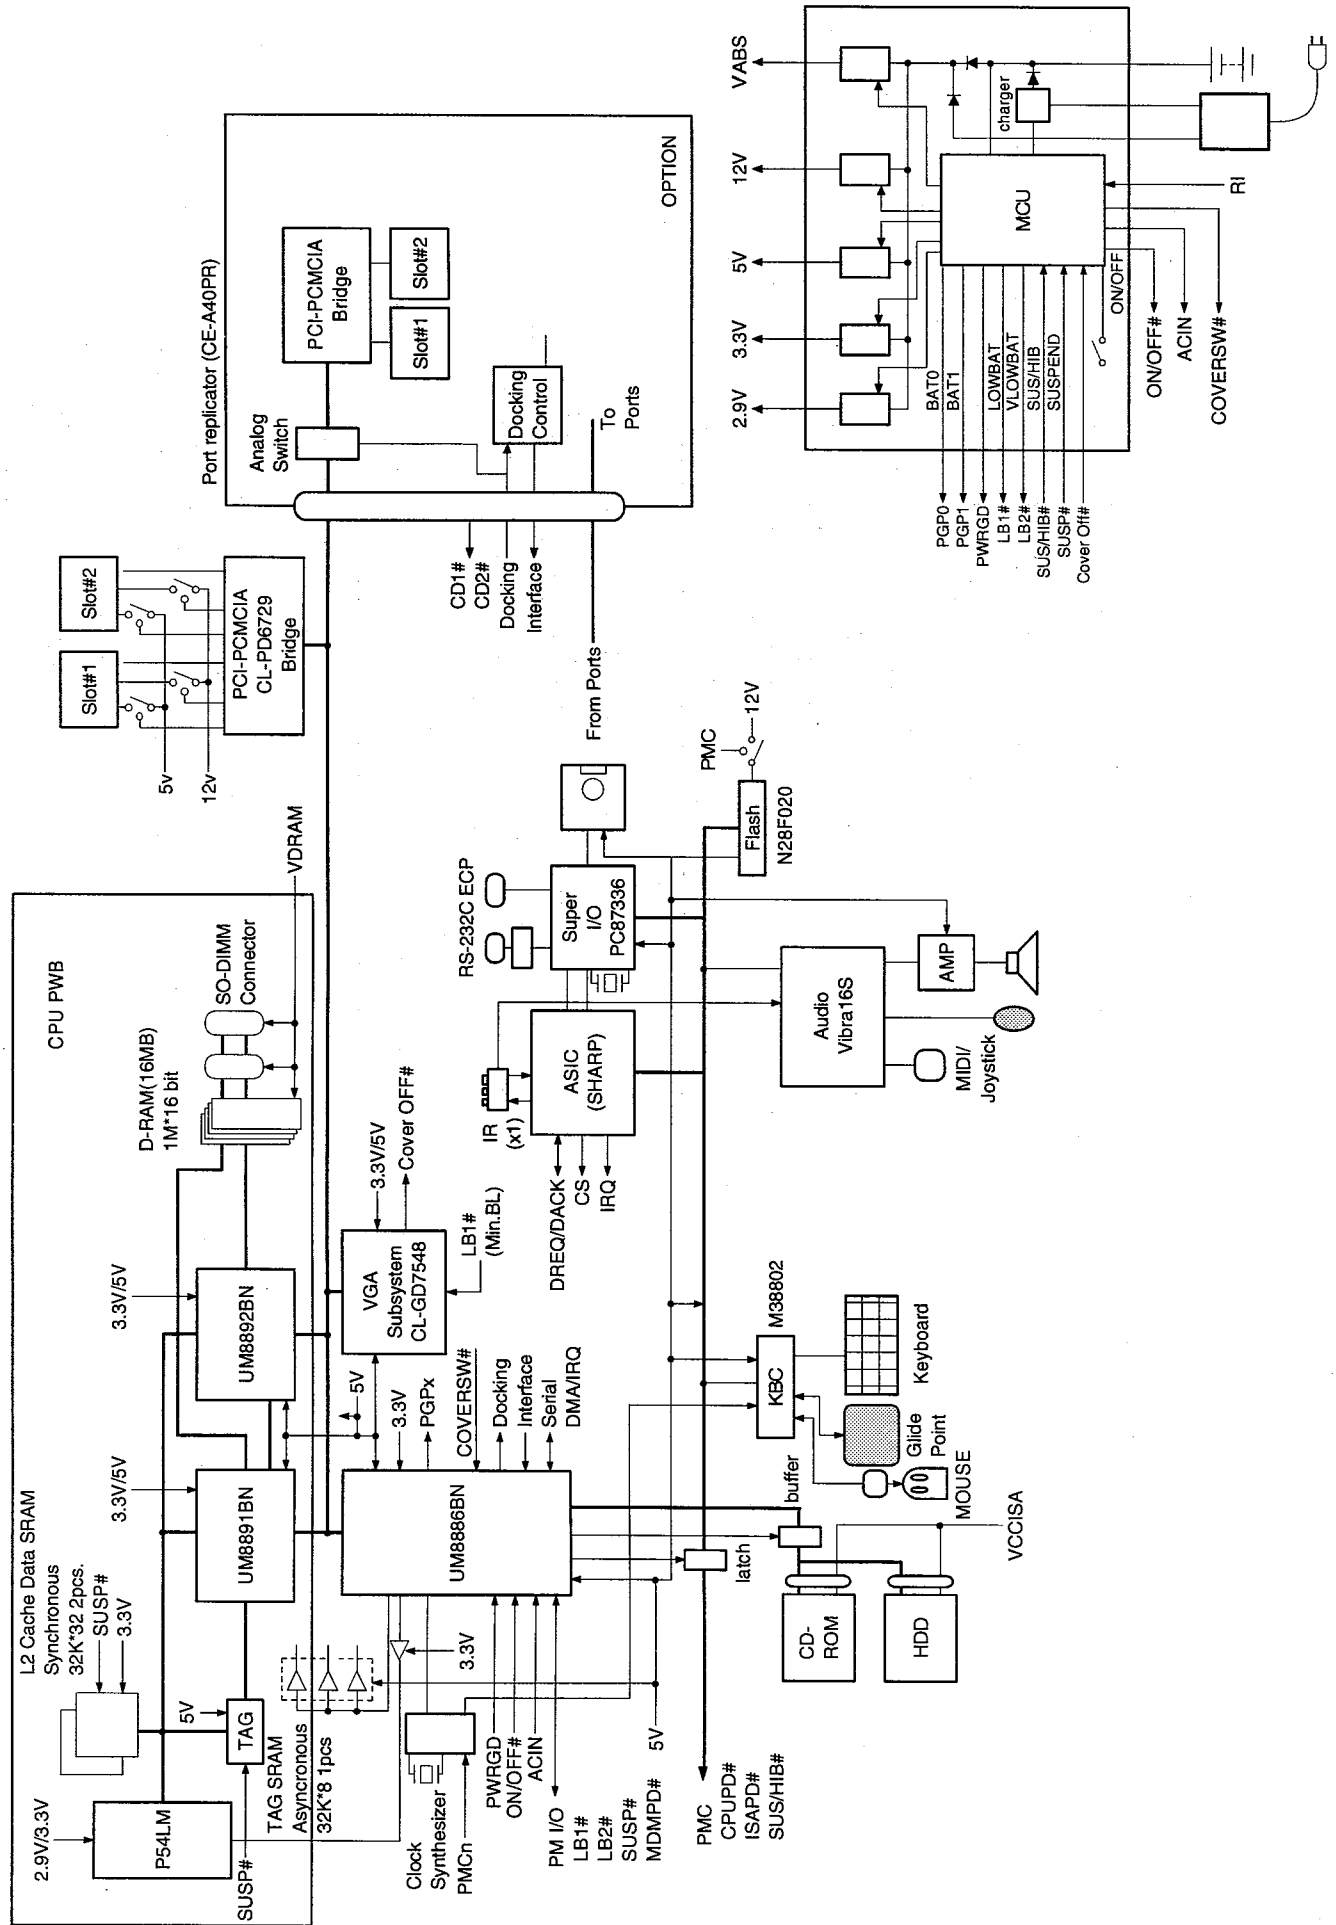 CPU PWB
L2 Cache Data SRAM
Synchronous
32K*32 2pcs.
SUSP#
3.3V
2.9V/3.3V
P54LM
SUSP#
5V
TAG
TAG SRAM
Asyncronous
32K*8 1pcs
3.3V/5V
UM8891BN
3.3V/5V
UM8892BN
D-RAM(16MB)
1M*16 bit
SO-DIMM
Connector
VDRAM
5v
12v
Slot#1
Slot#2
PCI-PCMCIA
CL-PD6729
Bridge
Port replicator (CE-A40PR)
Analog
Switch
PCI-PCMCIA
Bridge
Slot#1
Slot#2
Docking
Control
To
Ports
OPTION
CD1#
CD2#
Docking
Interface
From Ports
VGA
Subsystem
CL-GD7548
3.3V/5V
Cover OFF#
LB1#
(Min.BL)
5V
3.3V
PGPx
COVERSW#
Docking
Interface
Serial
DMA/IRQ
UM8886BN
3.3V
Clock
Synthesizer
PMCn
PWRGD
ON/OFF#
ACIN
PM I/O
LB1#
LB2#
SUSP#
MDMPD#
5V
PMC
CPUPD#
ISAPD#
SUS/HIB#
latch
buffer
CD-
ROM
HDD
VCCISA
KBC
M38802
Keyboard
Glide
Point
MOUSE
IR
(x1)
ASIC
(SHARP)
DREQ/DACK
CS
IRQ
RS-232C ECP
Super
I/O
PC87336
Audio
Vibra16S
MIDI/
Joystick
AMP
Flash
N28F020
PMC
12V
2.9V
3.3V
5V
12V
VABS
charger
MCU
BAT0
BAT1
LOWBAT
VLOWBAT
SUS/HIB
SUSPEND
ON/OFF
PGP0
PGP1
PWRGD
LB1#
LB2#
SUS/HIB#
SUSP#
Cover Off#
ON/OFF#
ACIN
COVERSW#
RI